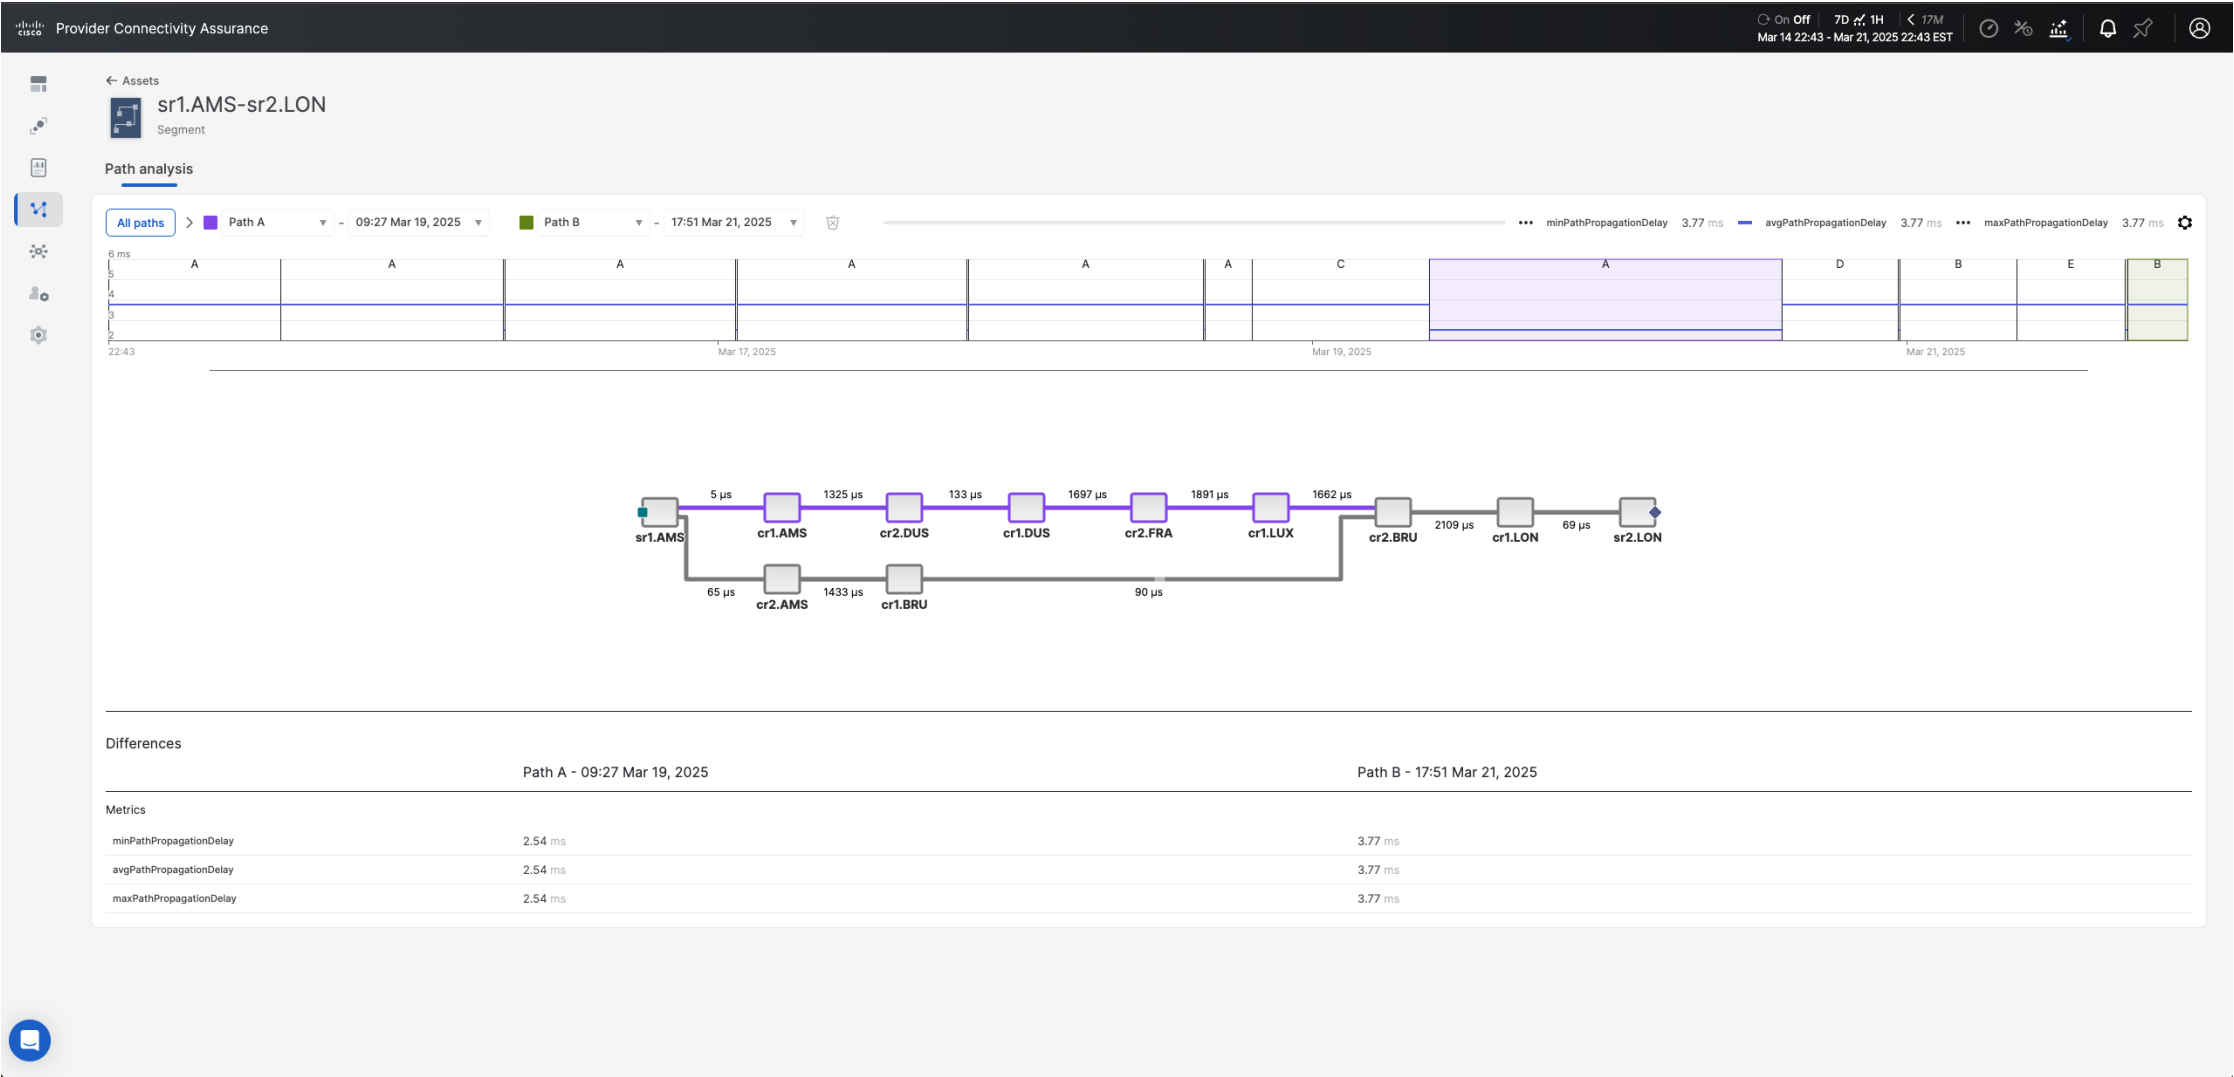 cisco Provider Connectivity Assurance
On Off 7D 1H 17M
Mar 14 22:43 - Mar 21, 2025 22:43 EST
← Assets
sr1.AMS-sr2.LON
Segment
Path analysis
All paths Path A - 09:27 Mar 19, 2025 Path B - 17:51 Mar 21, 2025 minPathPropagationDelay 3.77 ms avgPathPropagationDelay 3.77 ms maxPathPropagationDelay 3.77 ms
6 ms
A A A A A A C A D B E B
5
4
3
2
22:43 Mar 17, 2025 Mar 19, 2025 Mar 21, 2025
5 µs 1325 µs 133 µs 1697 µs 1891 µs 1662 µs
2109 µs 69 µs
sr1.AMS cr1.AMS cr2.DUS cr1.DUS cr2.FRA cr1.LUX cr2.BRU cr1.LON sr2.LON
65 µs 1433 µs 90 µs
cr2.AMS cr1.BRU
Differences
Path A - 09:27 Mar 19, 2025 Path B - 17:51 Mar 21, 2025
Metrics
minPathPropagationDelay 2.54 ms 3.77 ms
avgPathPropagationDelay 2.54 ms 3.77 ms
maxPathPropagationDelay 2.54 ms 3.77 ms